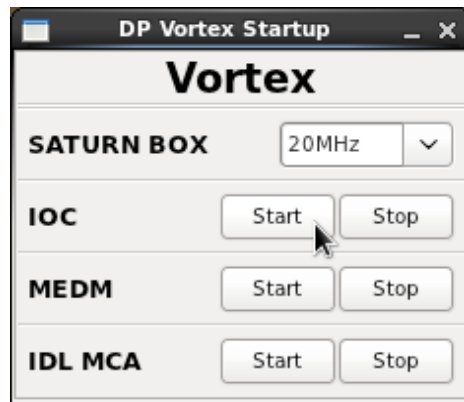 DP Vortex Startup
Vortex
SATURN BOX 20MHz
IOC Start Stop
MEDM Start Stop
IDL MCA Start Stop